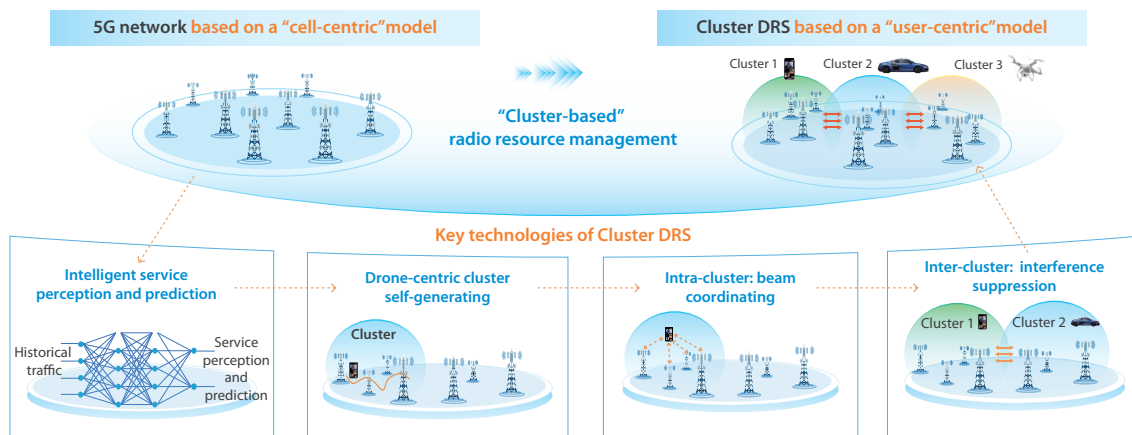 5G network based on a “cell-centric”model
Cluster DRS based on a “user-centric”model
Cluster 1
Cluster 2
Cluster 3
“Cluster-based”
radio resource management
Key technologies of Cluster DRS
Intelligent service
perception and prediction
Historical
traffic
Service
perception
and
prediction
Drone-centric cluster
self-generating
Cluster
Intra-cluster: beam
coordinating
Inter-cluster: interference
suppression
Cluster 1
Cluster 2